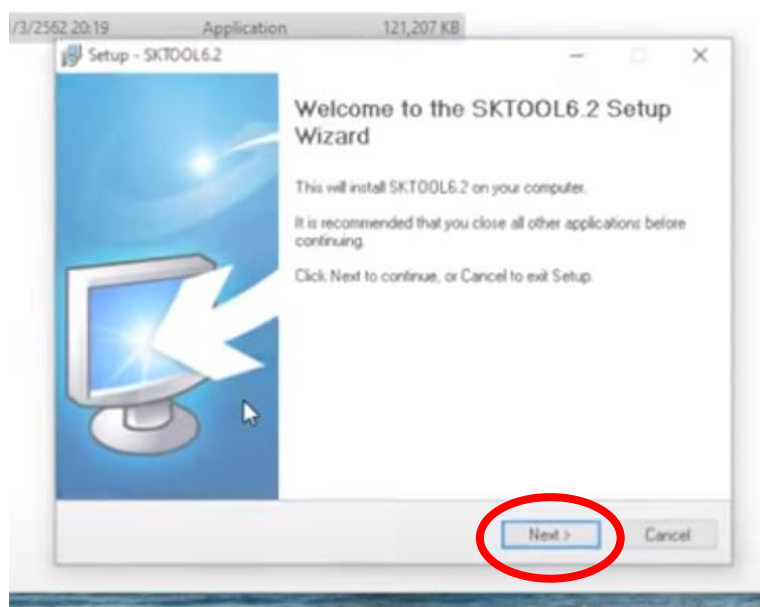 /3/2562 20:19 Application 121,207 KB
Setup - SKTOOL6.2
Welcome to the SKTOOL6.2 Setup
Wizard
This will install SKTOOL6.2 on your computer.
It is recommended that you close all other applications before
continuing.
Click Next to continue, or Cancel to exit Setup.
Next > Cancel